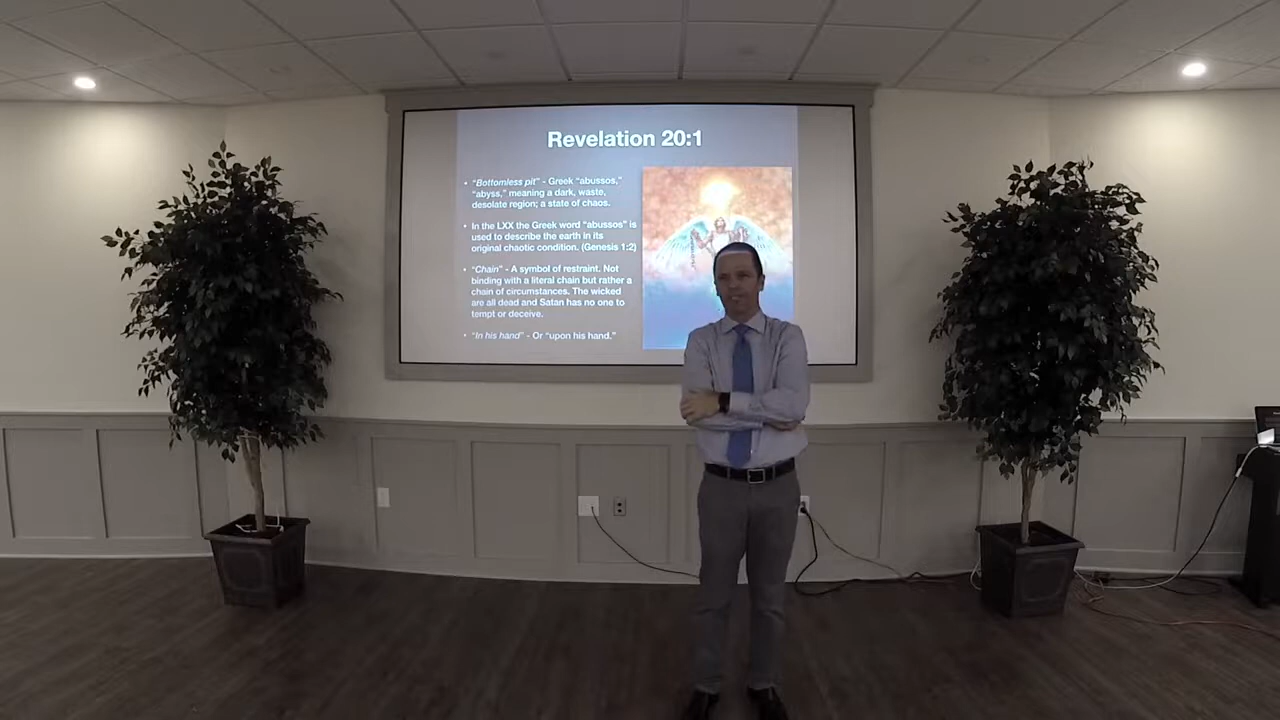 Revelation 20:1
• “Bottomless pit” - Greek “abussos,”
“abyss,” meaning a dark, waste,
desolate region; a state of chaos.
• In the LXX the Greek word “abussos” is
used to describe the earth in its
original chaotic condition. (Genesis 1:2)
• “Chain” - A symbol of restraint. Not
binding with a literal chain but rather a
chain of circumstances. The wicked
are all dead and Satan has no one to
tempt or deceive.
• “In his hand” - Or “upon his hand.”